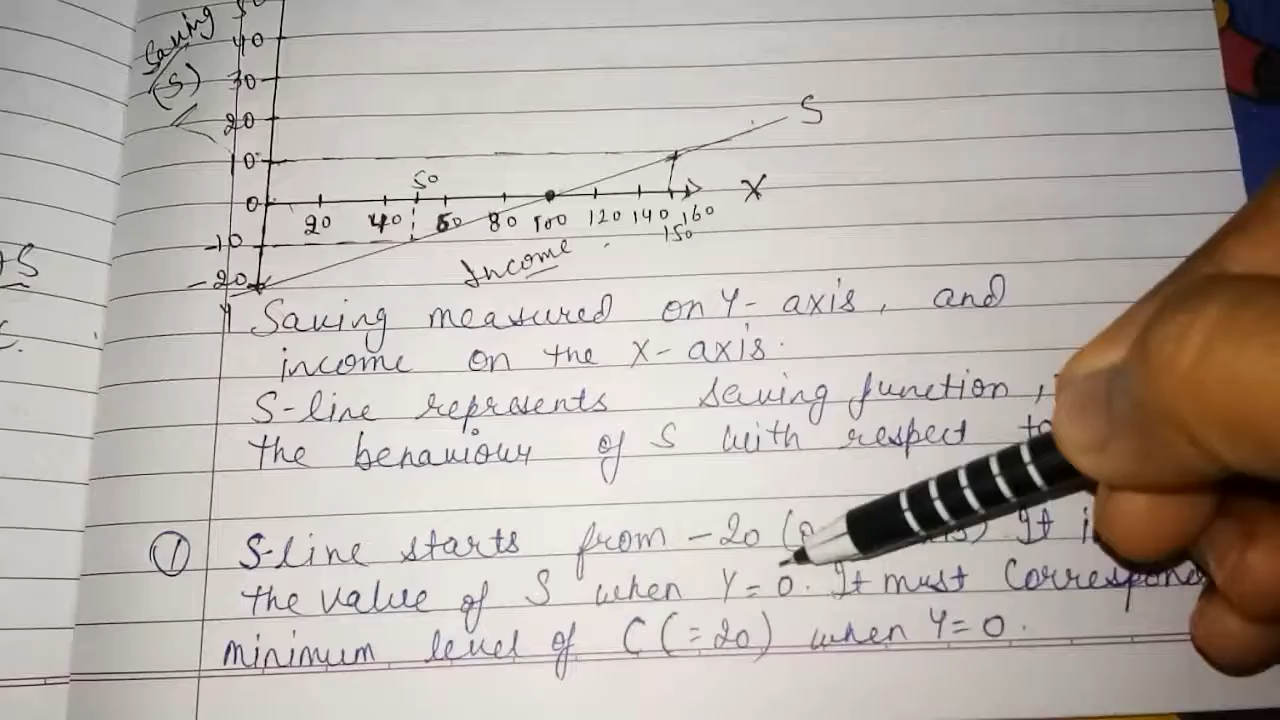 Saving
(S)
40
30
20
10
0
-10
-20
50
S
X
20 40 60 80 100 120 140 160
150
Income
Y
Saving measured on Y-axis, and
income on the X-axis.
S-line represents saving function,
the behaviour of S with respect to
① S-line starts from -20 ( It
the value of S when Y=0. It must correspond
minimum level of C (=20) when Y=0.